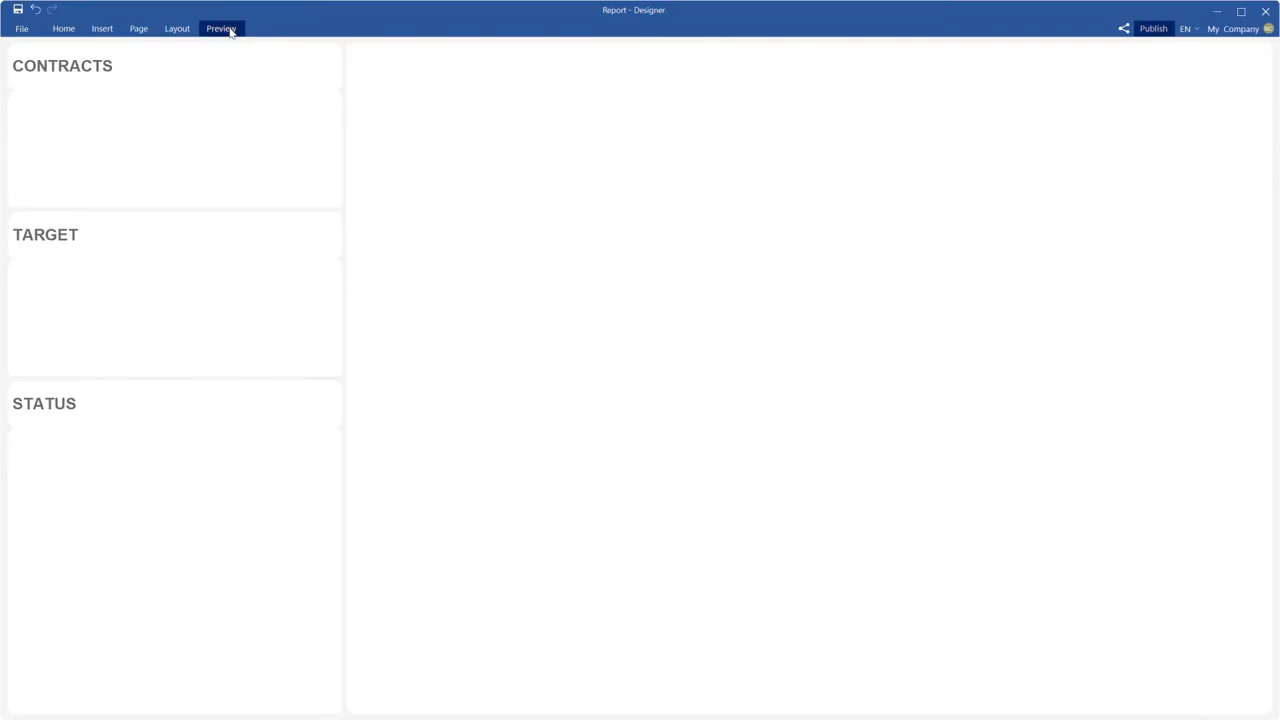 Report - Designer
File Home Insert Page Layout Preview Publish EN My Company
CONTRACTS
TARGET
STATUS